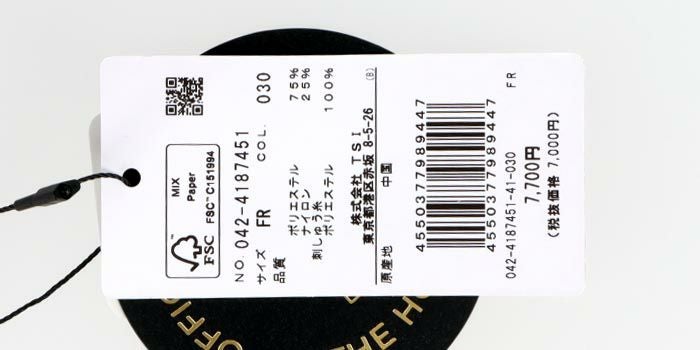 MIX
Paper
FSC™ C151994
FSC
NO. 042-4187451
サイズ FR COL. 030
品質
ポリエステル 75%
ナイロン 25%
刺しゅう糸
ポリエステル 100%
株式会社 TSI
東京都港区赤坂 8-5-26 (B)
原産地 中国
4550377989447
4550377989447
042-4187451-41-030 FR
7,700円
(税抜価格 7,000円)
OFFIC
THE HO